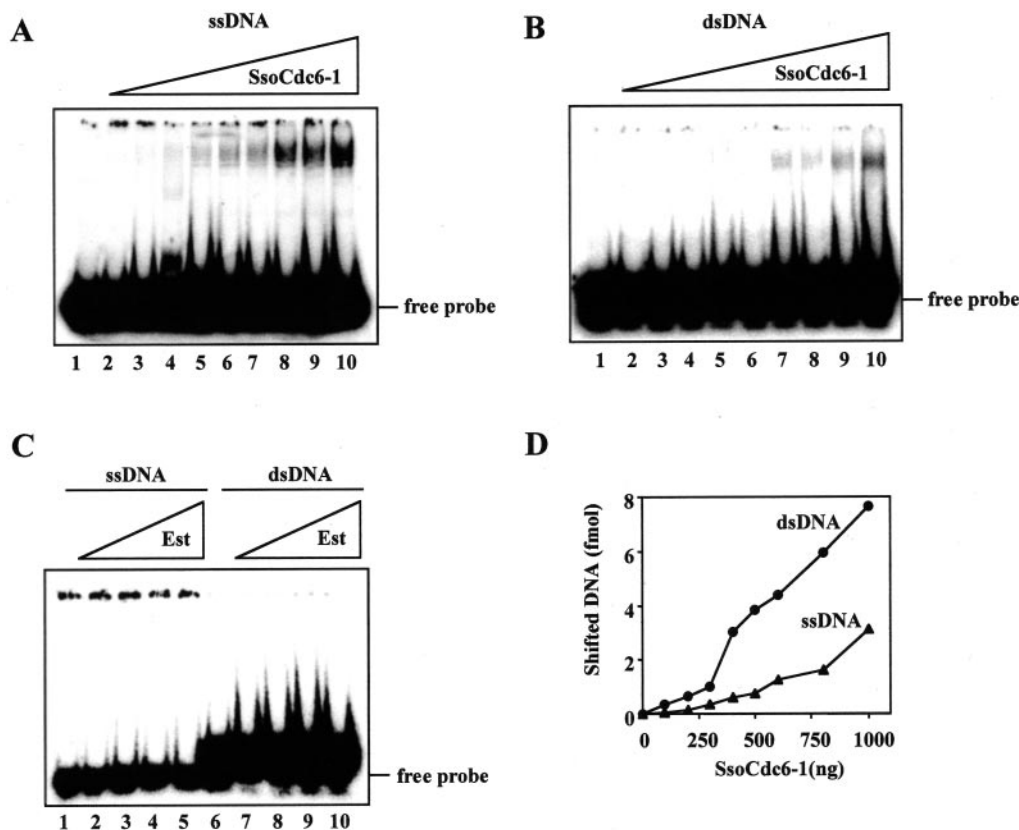 A
ssDNA
SsoCdc6-1
free probe
1 2 3 4 5 6 7 8 9 10
B
dsDNA
SsoCdc6-1
free probe
1 2 3 4 5 6 7 8 9 10
C
ssDNA dsDNA
Est Est
free probe
1 2 3 4 5 6 7 8 9 10
D
8
6
4
2
0
Shifted DNA (fmol)
dsDNA
ssDNA
0 250 500 750 1000
SsoCdc6-1(ng)